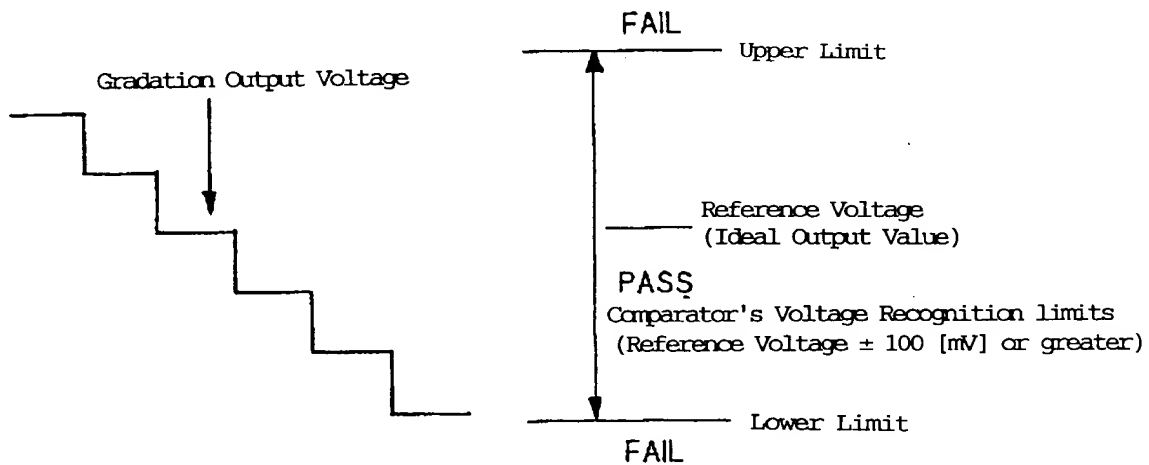 FAIL
Upper Limit
Gradation Output Voltage
Reference Voltage
(Ideal Output Value)
PASS
Comparator's Voltage Recognition limits
(Reference Voltage ± 100 [mV] or greater)
Lower Limit
FAIL